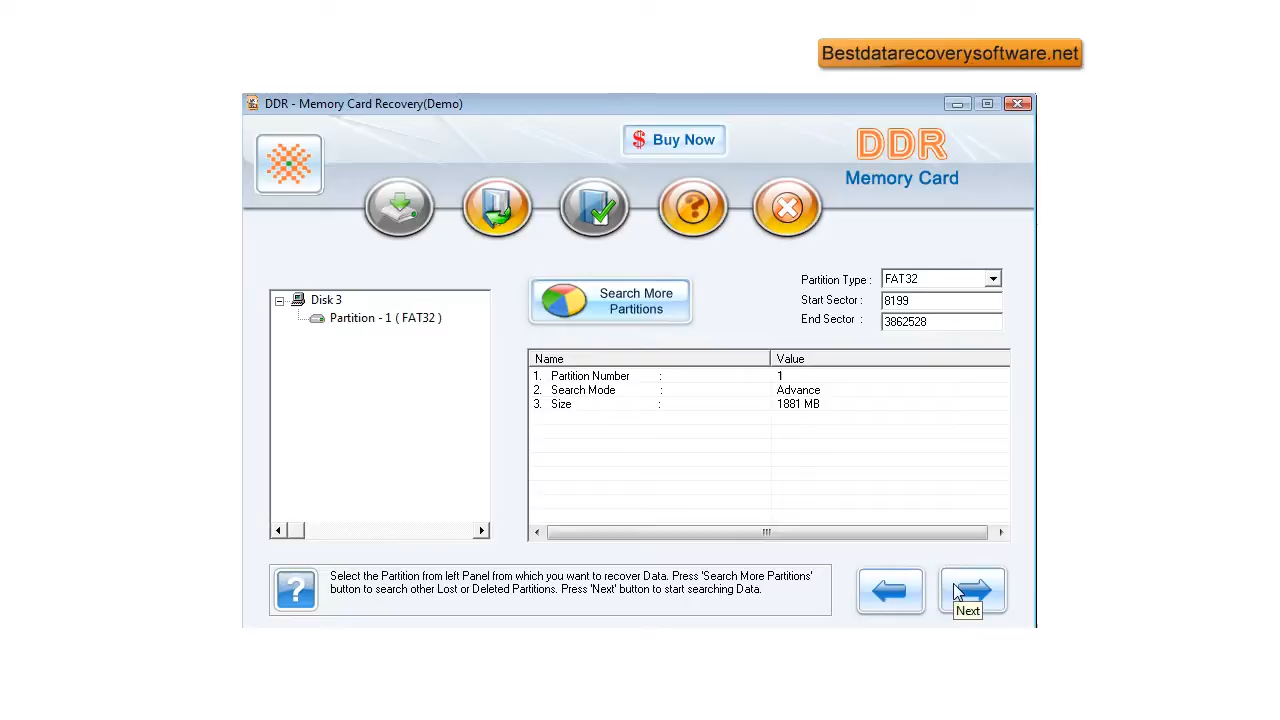 Bestdatarecoverysoftware.net
DDR - Memory Card Recovery(Demo)
$ Buy Now
DDR
Memory Card
?
Disk 3
Partition - 1 ( FAT32 )
Search More
Partitions
Partition Type : FAT32
Start Sector : 8199
End Sector : 3862528
Name Value
1. Partition Number : 1
2. Search Mode : Advance
3. Size : 1881 MB
?
Select the Partition from left Panel from which you want to recover Data. Press 'Search More Partitions'
button to search other Lost or Deleted Partitions. Press 'Next' button to start searching Data.
Next